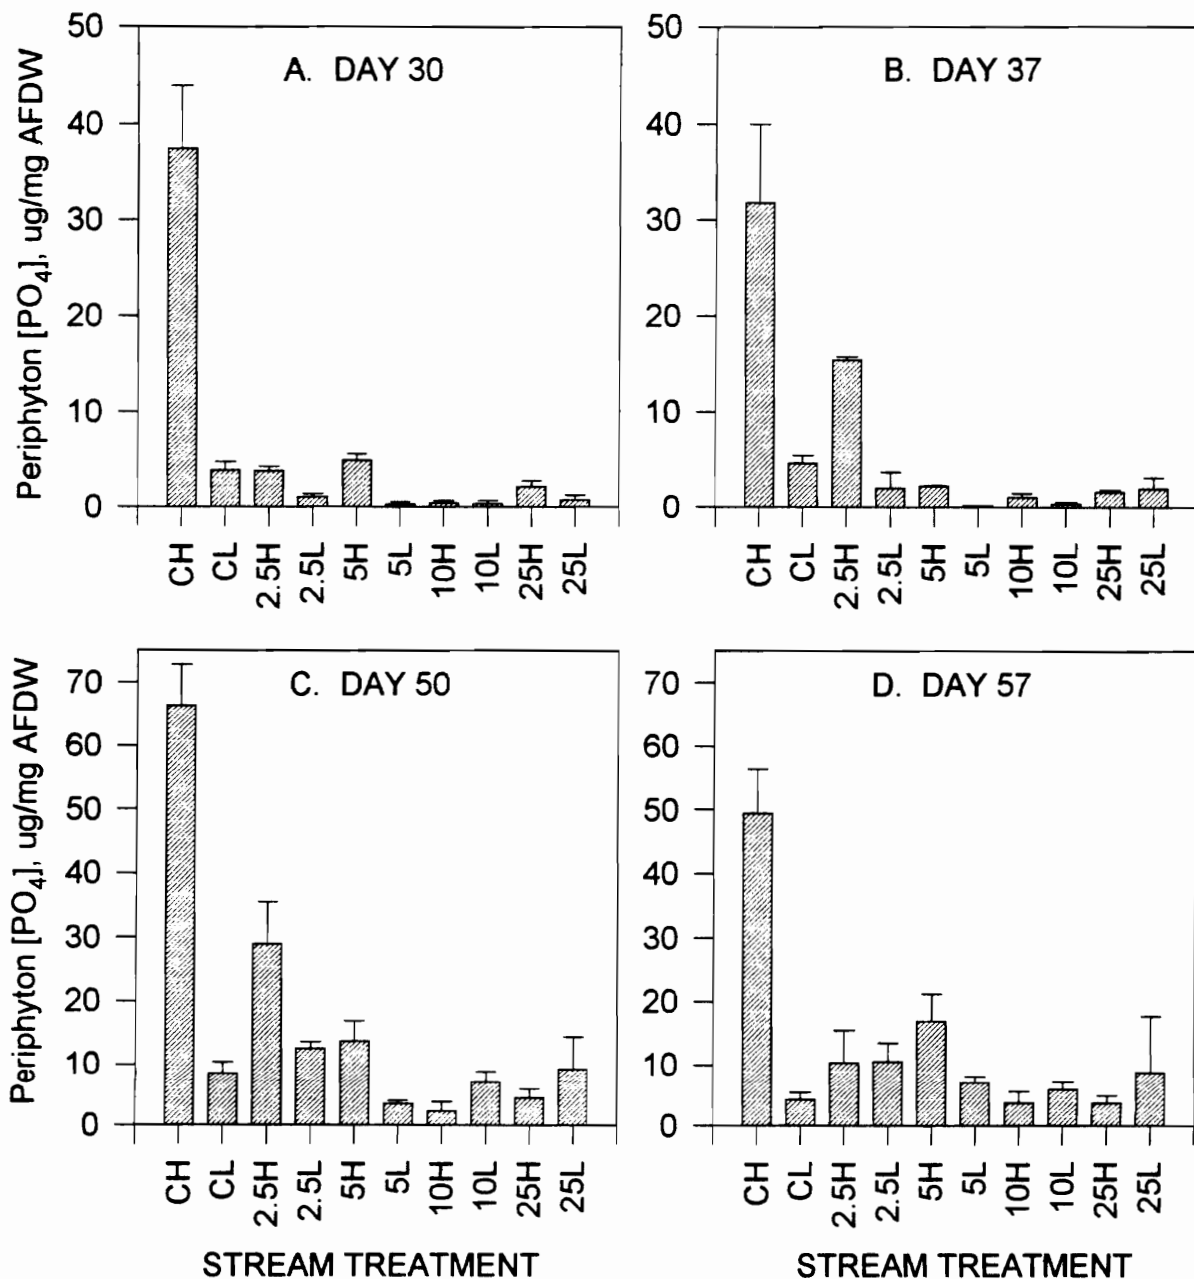 A. DAY 30
Periphyton [PO₄], ug/mg AFDW
50
40
30
20
10
0
CH
CL
2.5H
2.5L
5H
5L
10H
10L
25H
25L
B. DAY 37
50
40
30
20
10
0
CH
CL
2.5H
2.5L
5H
5L
10H
10L
25H
25L
C. DAY 50
Periphyton [PO₄], ug/mg AFDW
70
60
50
40
30
20
10
0
CH
CL
2.5H
2.5L
5H
5L
10H
10L
25H
25L
STREAM TREATMENT
D. DAY 57
70
60
50
40
30
20
10
0
CH
CL
2.5H
2.5L
5H
5L
10H
10L
25H
25L
STREAM TREATMENT